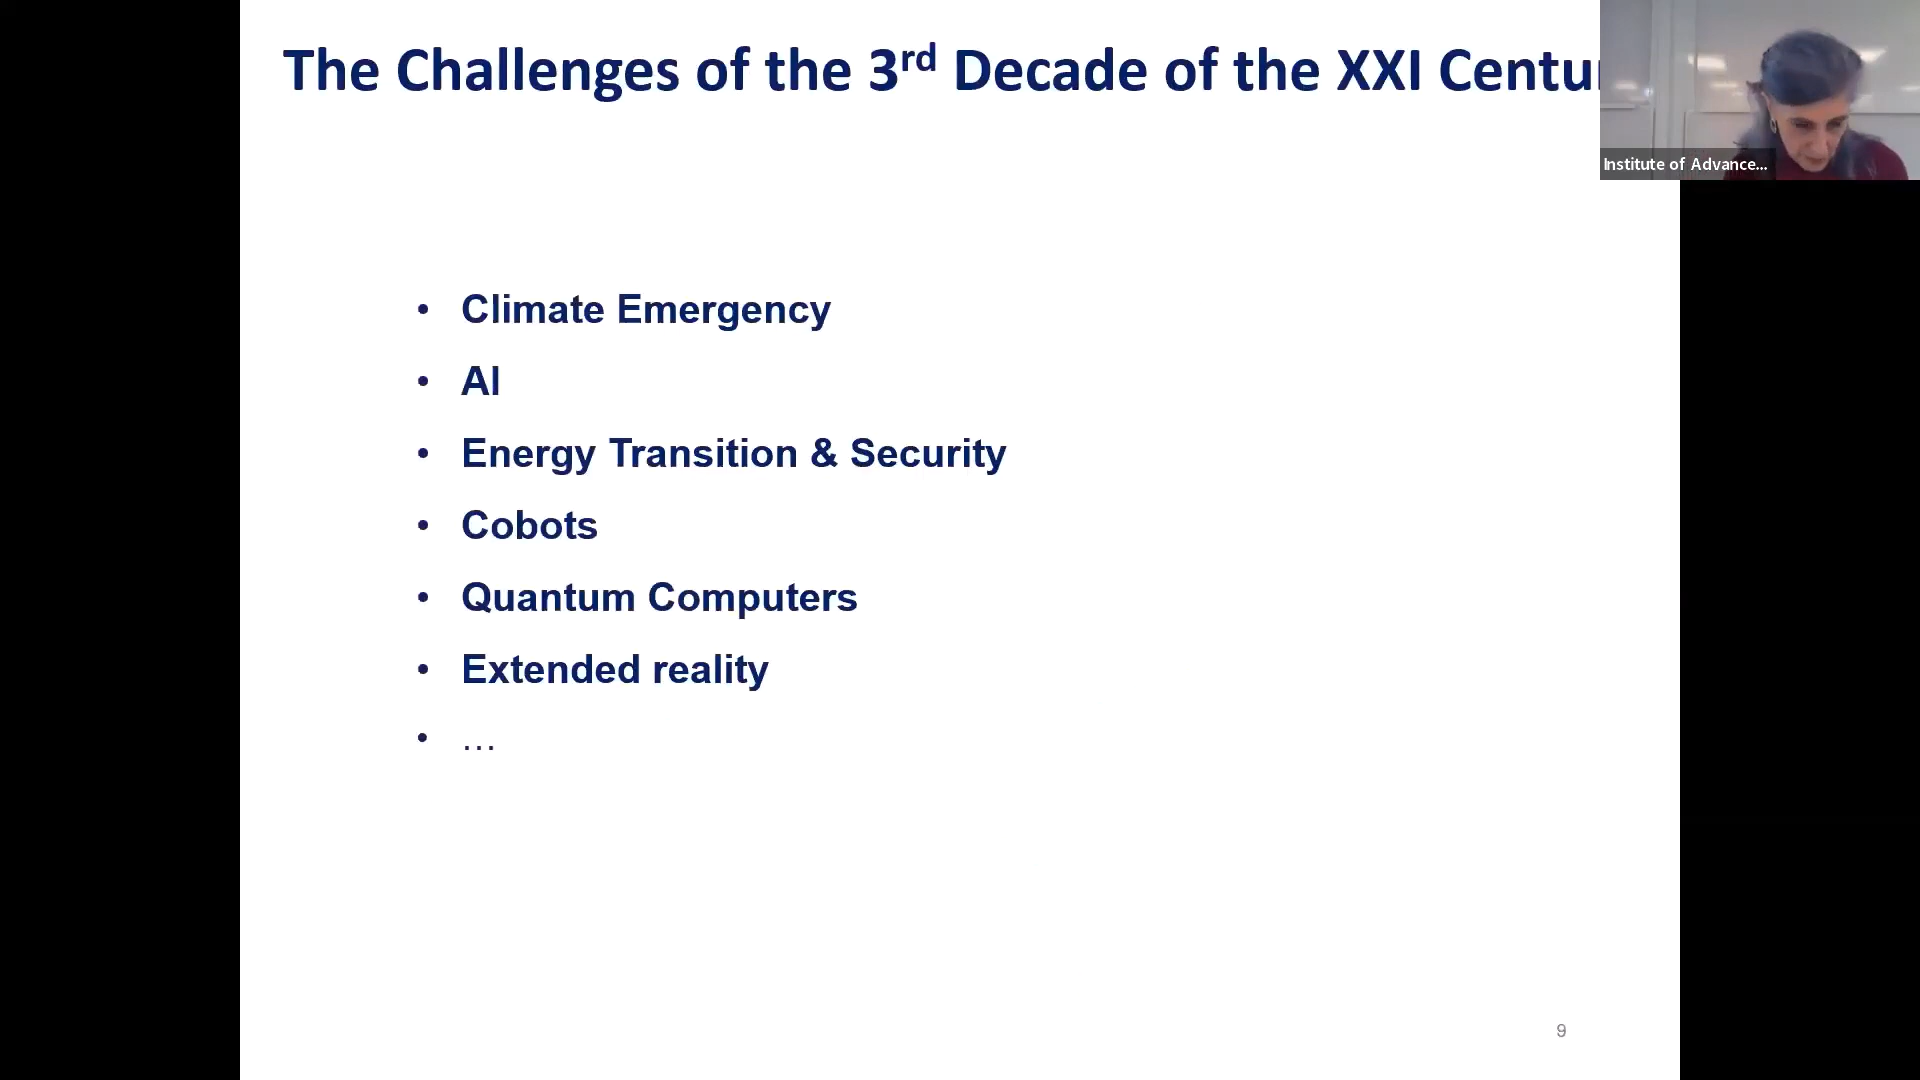 The Challenges of the 3rd Decade of the XXI Centu
Institute of Advance...
• Climate Emergency
• AI
• Energy Transition & Security
• Cobots
• Quantum Computers
• Extended reality
• …
9